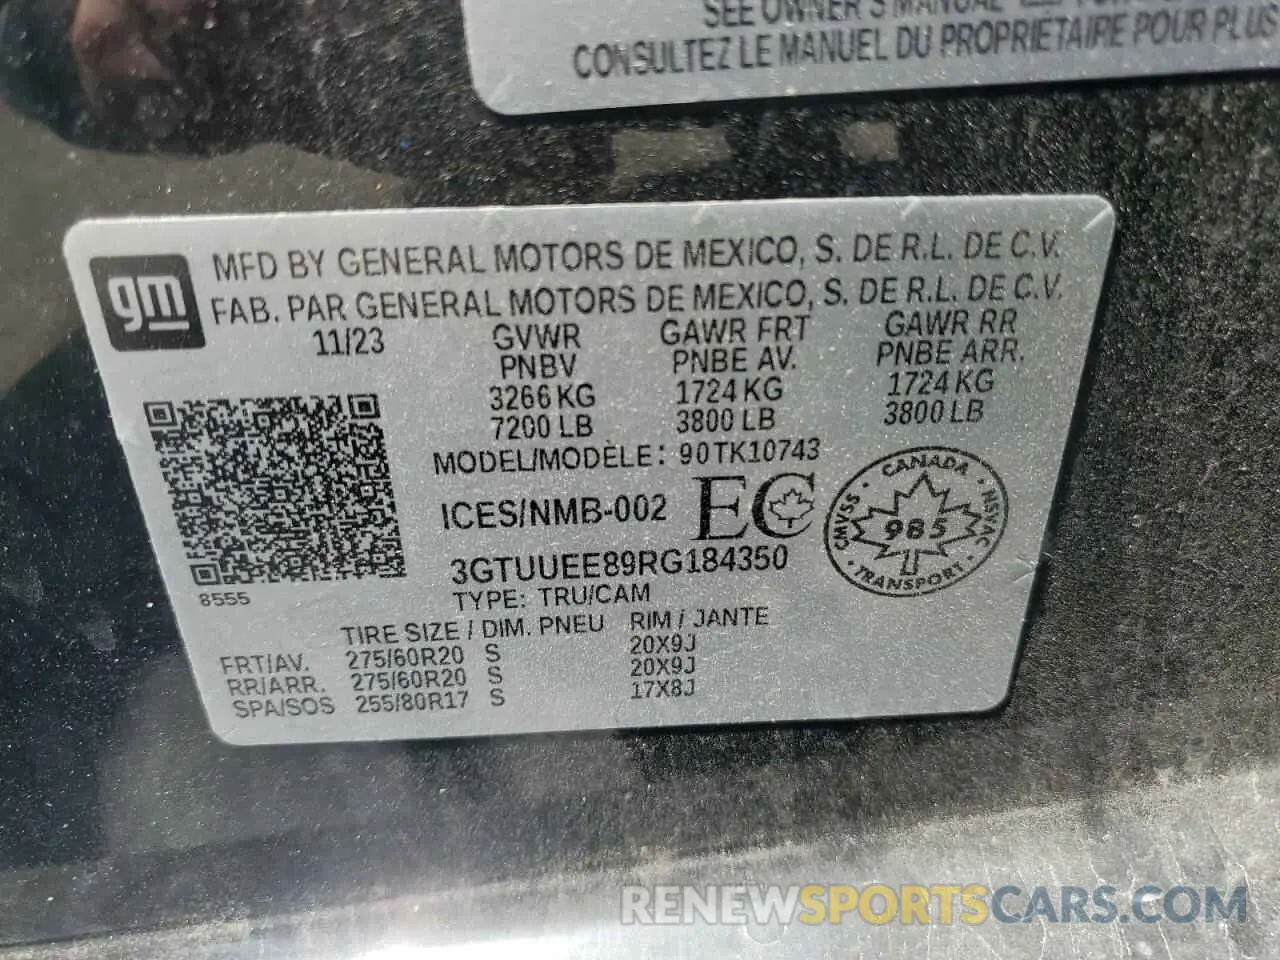 SEE OWNER'S MANUAL
CONSULTEZ LE MANUEL DU PROPRIÉTAIRE POUR PLUS
gm
MFD BY GENERAL MOTORS DE MEXICO, S. DE R.L. DE C.V.
FAB. PAR GENERAL MOTORS DE MEXICO, S. DE R.L. DE C.V.
11/23 GVWR GAWR FRT GAWR RR
PNBV PNBE AV. PNBE ARR.
3266 KG 1724 KG 1724 KG
7200 LB 3800 LB 3800 LB
MODEL/MODÈLE: 90TK10743
ICES/NMB-002 EC
CANADA
CMVSS 985 NSVAC
TRANSPORT
3GTUUEE89RG184350
8555
TYPE: TRU/CAM
TIRE SIZE / DIM. PNEU RIM / JANTE
FRT/AV. 275/60R20 S 20X9J
RR/ARR. 275/60R20 S 20X9J
SPA/SOS 255/80R17 S 17X8J
RENEWSPORTSCARS.COM